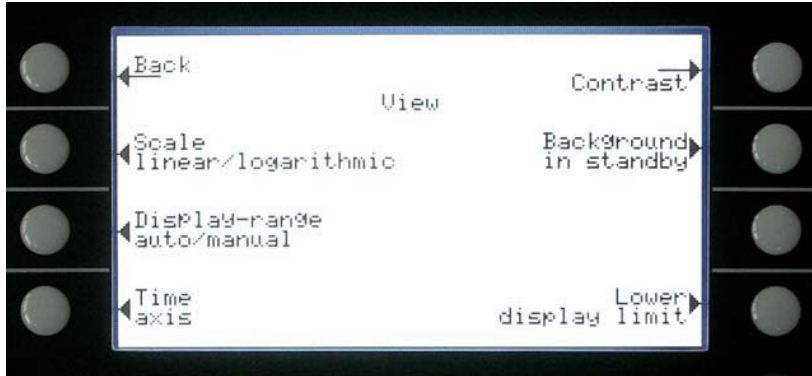 Back
Contrast
View
Scale
linear/logarithmic
Background
in standby
Display-range
auto/manual
Time
axis
Lower
display limit